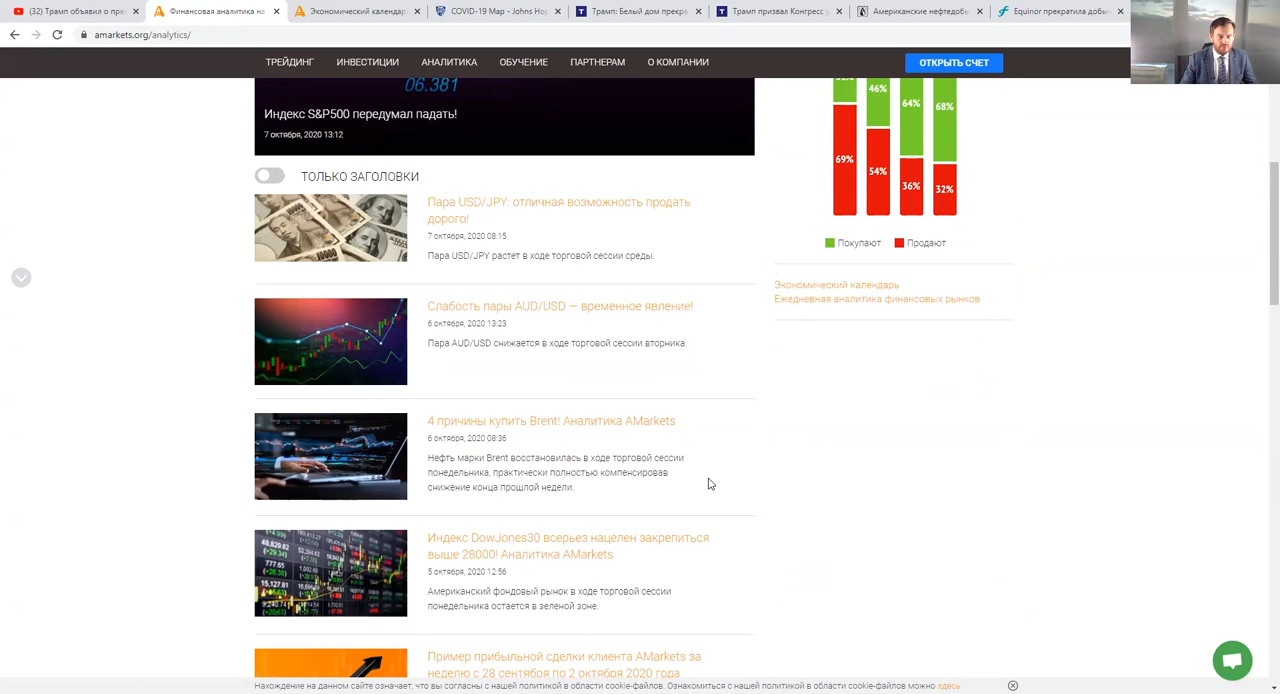 (32) Трамп объявил о пре
Финансовая аналитика на
Экономический календар
COVID-19 Map - Johns Hop
Трамп: Белый дом прекр
Трамп призвал Конгресс у
Американские нефтедобы
Equinor прекратила добы
amarkets.org/analytics/
ТРЕЙДИНГ ИНВЕСТИЦИИ АНАЛИТИКА ОБУЧЕНИЕ ПАРТНЕРАМ О КОМПАНИИ
ОТКРЫТЬ СЧЕТ
06.381
Индекс S&P500 передумал падать!
7 октября, 2020 13:12
46% 64% 68%
69% 54% 36% 32%
Покупают Продают
Экономический календарь
Ежедневная аналитика финансовых рынков
ТОЛЬКО ЗАГОЛОВКИ
Пара USD/JPY: отличная возможность продать
дорого!
7 октября, 2020 08:15
Пара USD/JPY растет в ходе торговой сессии среды.
Слабость пары AUD/USD — временное явление!
6 октября, 2020 13:23
Пара AUD/USD снижается в ходе торговой сессии вторника.
4 причины купить Brent! Аналитика AMarkets
6 октября, 2020 08:36
Нефть марки Brent восстановилась в ходе торговой сессии
понедельника, практически полностью компенсировав
снижение конца прошлой недели.
Индекс DowJones30 всерьез нацелен закрепиться
выше 28000! Аналитика AMarkets
5 октября, 2020 12:56
Американский фондовый рынок в ходе торговой сессии
понедельника остается в зеленой зоне.
Пример прибыльной сделки клиента AMarkets за
неделю с 28 сентября по 2 октября 2020 года
Нахождение на данном сайте означает, что вы согласны с нашей политикой в области cookie-файлов. Ознакомиться с нашей политикой в области cookie-файлов можно здесь